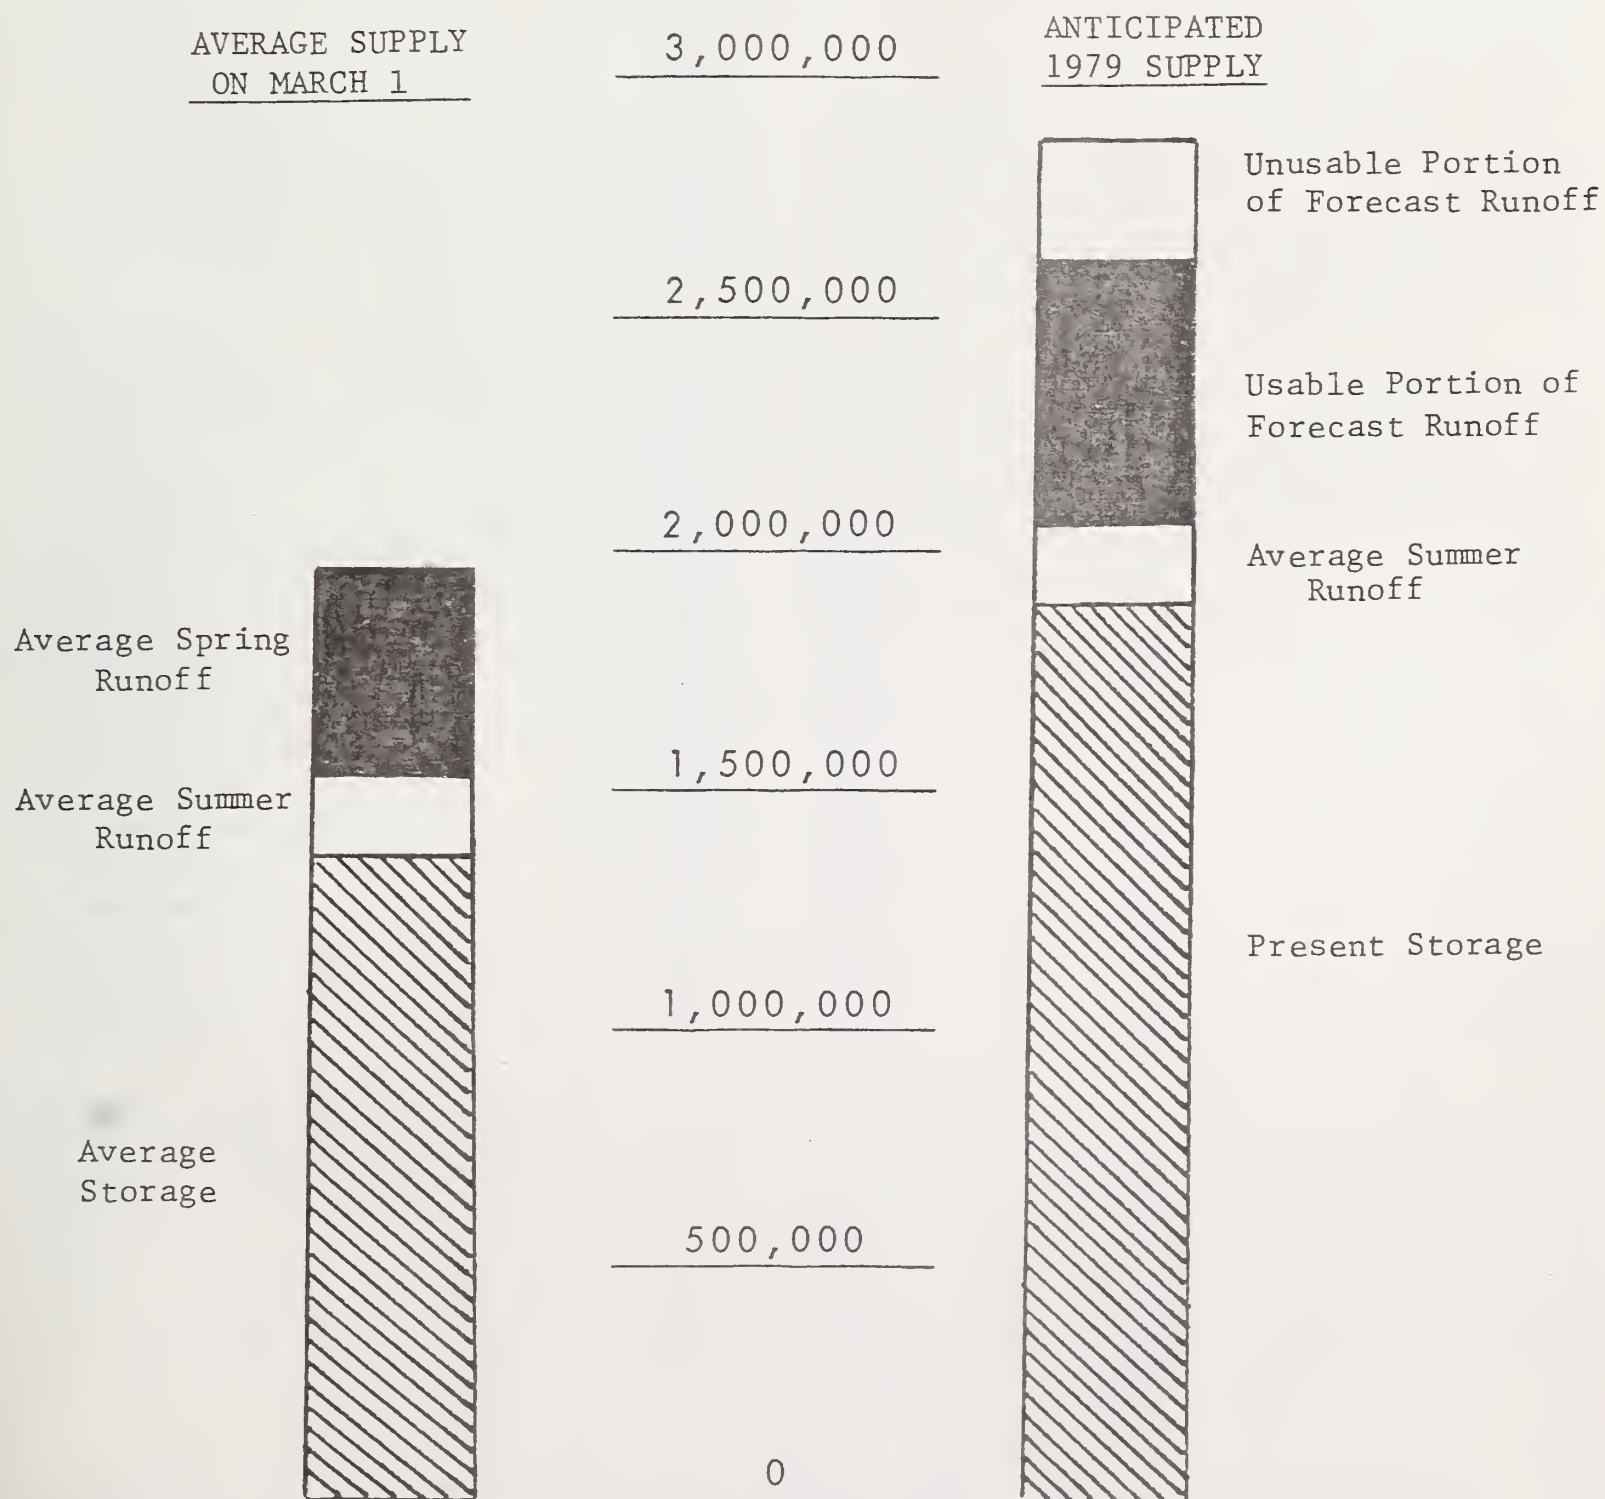 AVERAGE SUPPLY
ON MARCH 1
3,000,000
ANTICIPATED
1979 SUPPLY
Unusable Portion
of Forecast Runoff
2,500,000
Usable Portion of
Forecast Runoff
2,000,000
Average Summer
Runoff
Average Spring
Runoff
1,500,000
Average Summer
Runoff
Present Storage
1,000,000
Average
Storage
500,000
0